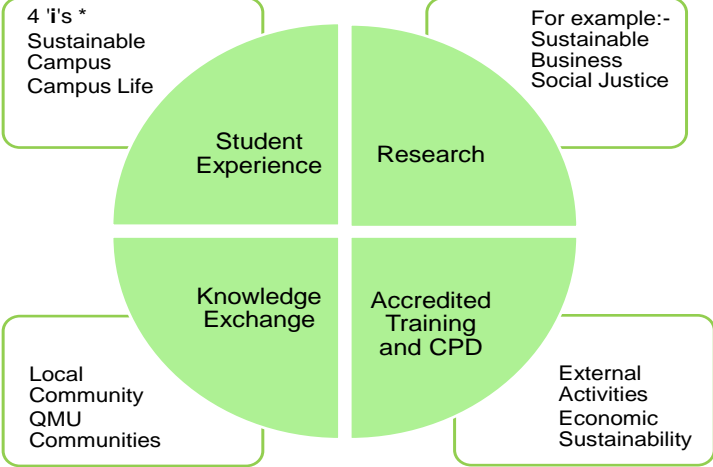 4 'i's *
Sustainable
Campus
Campus Life
For example:-
Sustainable
Business
Social Justice
Student
Experience
Research
Knowledge
Exchange
Accredited
Training
and CPD
Local
Community
QMU
Communities
External
Activities
Economic
Sustainability